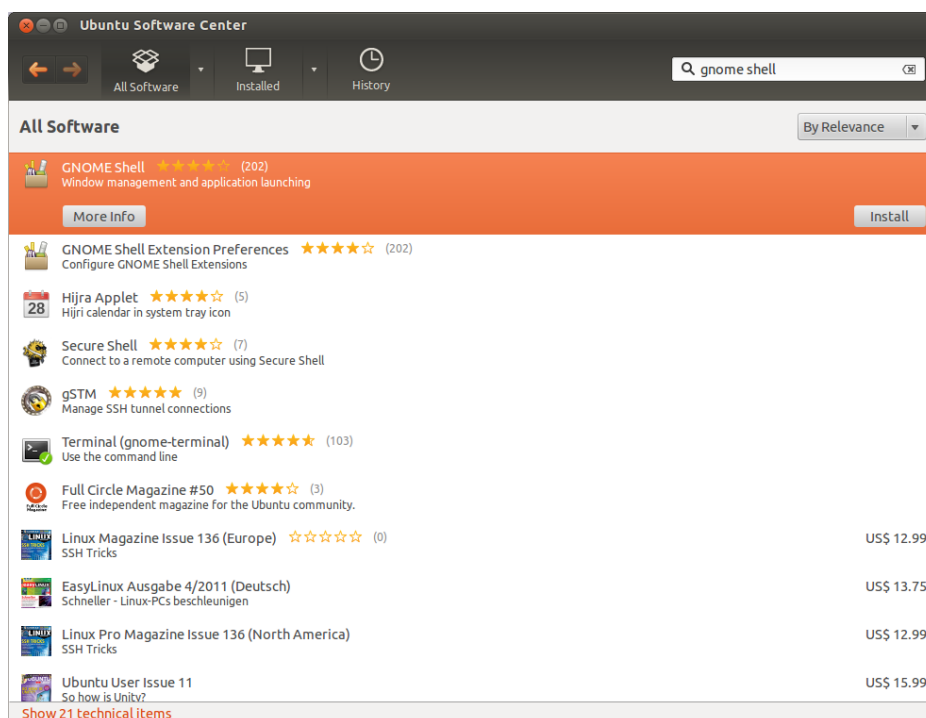 Ubuntu Software Center
All Software
Installed
History
gnome shell
All Software
By Relevance
GNOME Shell (202)
Window management and application launching
More Info
Install
GNOME Shell Extension Preferences (202)
Configure GNOME Shell Extensions
28
Hijra Applet (5)
Hijri calendar in system tray icon
Secure Shell (7)
Connect to a remote computer using Secure Shell
gSTM (9)
Manage SSH tunnel connections
Terminal (gnome-terminal) (103)
Use the command line
Full Circle Magazine #50 (3)
Free independent magazine for the Ubuntu community.
Linux Magazine Issue 136 (Europe) (0) US$ 12.99
SSH Tricks
EasyLinux Ausgabe 4/2011 (Deutsch) US$ 13.75
Schneller - Linux-PCs beschleunigen
Linux Pro Magazine Issue 136 (North America) US$ 12.99
SSH Tricks
Ubuntu User Issue 11 US$ 15.99
So how is Unity?
Show 21 technical items